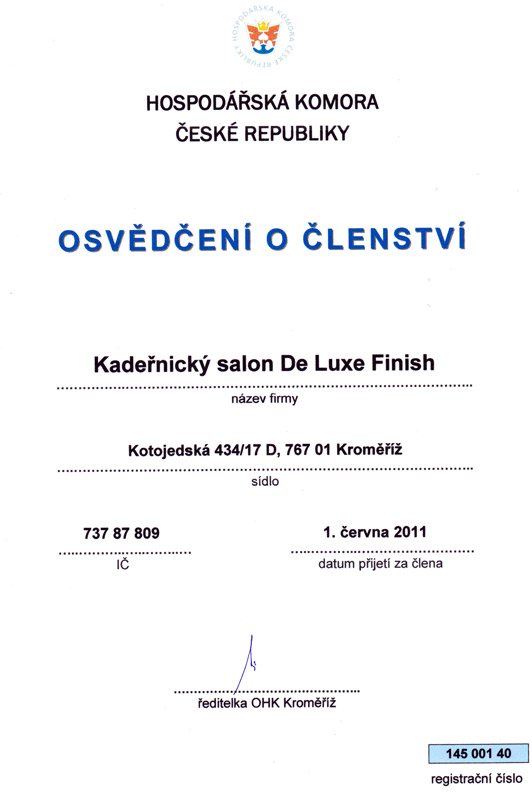 HOSPODÁŘSKÁ KOMORA ČESKÉ REPUBLIKY
HOSPODÁŘSKÁ KOMORA
ČESKÉ REPUBLIKY
OSVĚDČENÍ O ČLENSTVÍ
Kadeřnický salon De Luxe Finish
název firmy
Kotojedská 434/17 D, 767 01 Kroměříž
sídlo
737 87 809
1. června 2011
IČ
datum přijetí za člena
ředitelka OHK Kroměříž
145 001 40
registrační číslo